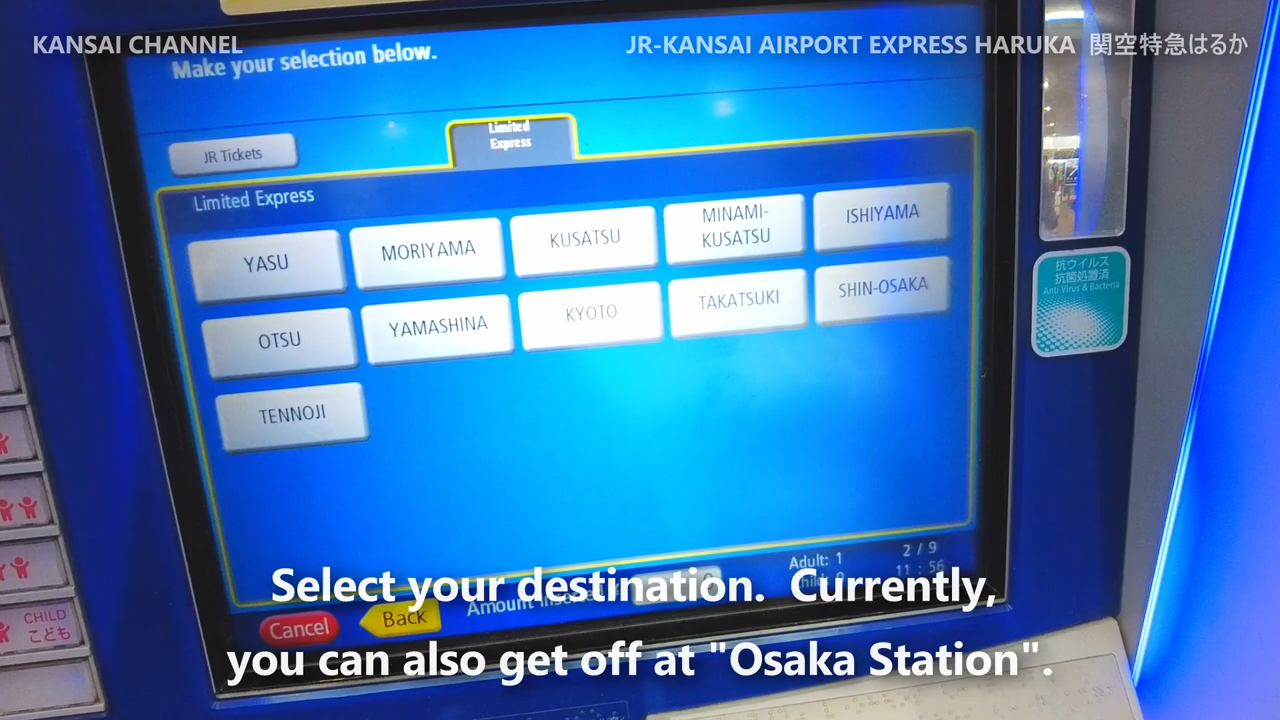 KANSAI CHANNEL
JR-KANSAI AIRPORT EXPRESS HARUKA 関空特急はるか
Make your selection below.
JR Tickets
Limited
Express
Limited Express
YASU
MORIYAMA
KUSATSU
MINAMI-
KUSATSU
ISHIYAMA
OTSU
YAMASHINA
KYOTO
TAKATSUKI
SHIN-OSAKA
TENNOJI
抗ウイルス
抗菌処置済
Anti Virus & Bacteria
Adult: 1
2 / 9
11 : 56
Cancel
Back
Amount
CHILD
こども
Select your destination. Currently,
you can also get off at "Osaka Station".